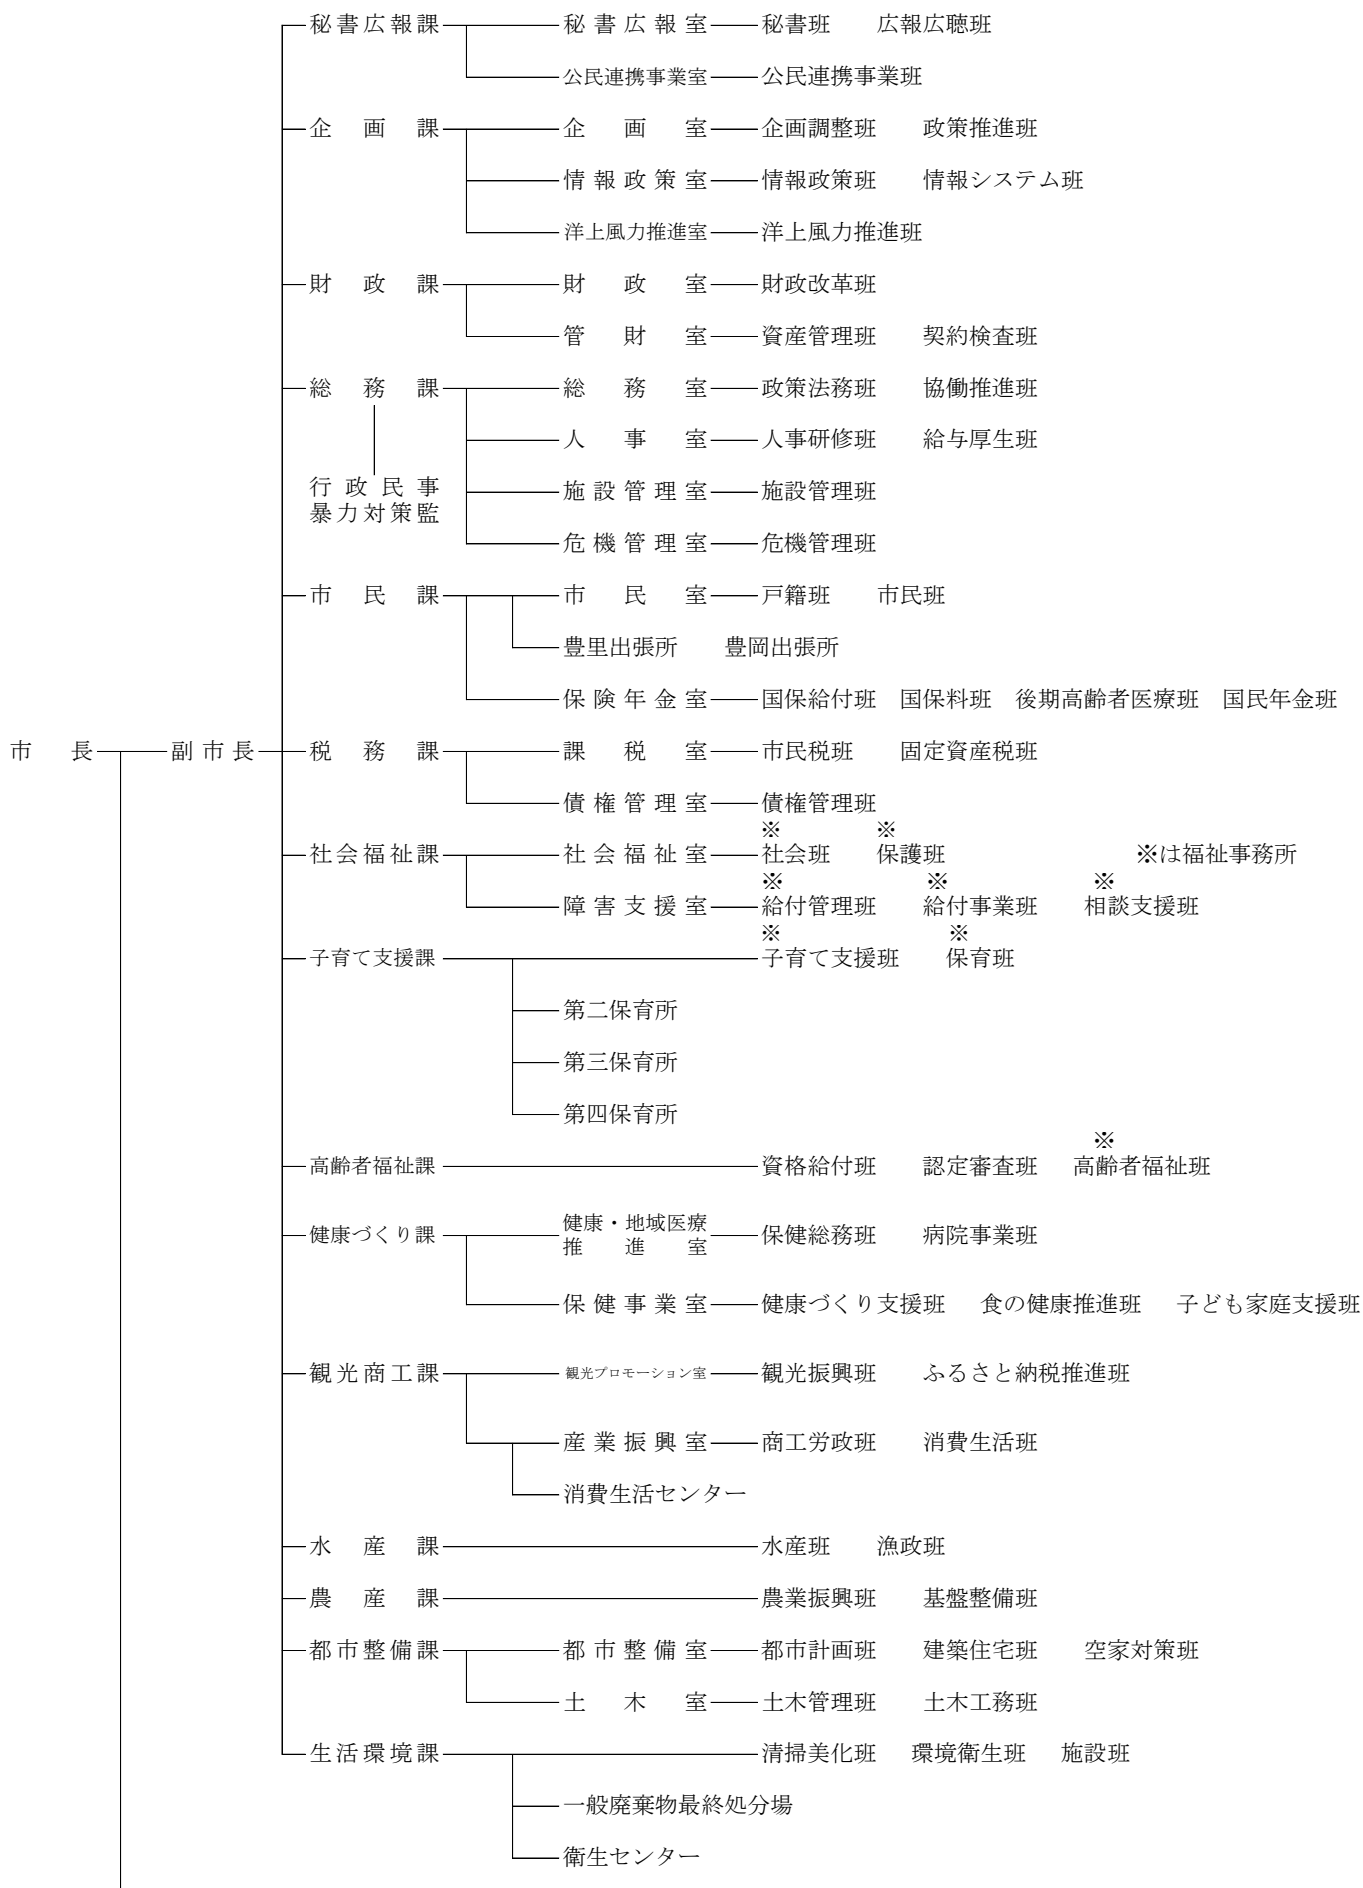 秘書広報課 秘書広報室 秘書班 広報広聴班
公民連携事業室 公民連携事業班
企画課 企画室 企画調整班 政策推進班
情報政策室 情報政策班 情報システム班
洋上風力推進室 洋上風力推進班
財政課 財政室 財政改革班
管財室 資産管理班 契約検査班
総務課 総務室 政策法務班 協働推進班
人事室 人事研修班 給与厚生班
行政民事
暴力対策監
施設管理室 施設管理班
危機管理室 危機管理班
市民課 市民室 戸籍班 市民班
豊里出張所 豊岡出張所
保険年金室 国保給付班 国保料班 後期高齢者医療班 国民年金班
市長 副市長 税務課 課税室 市民税班 固定資産税班
債権管理室 債権管理班
※ ※
社会福祉課 社会福祉室 社会班 保護班 ※は福祉事務所
※ ※ ※
障害支援室 給付管理班 給付事業班 相談支援班
※ ※
子育て支援課 子育て支援班 保育班
第二保育所
第三保育所
第四保育所
※
高齢者福祉課 資格給付班 認定審査班 高齢者福祉班
健康づくり課 健康・地域医療
推進室 保健総務班 病院事業班
保健事業室 健康づくり支援班 食の健康推進班 子ども家庭支援班
観光商工課 観光プロモーション室 観光振興班 ふるさと納税推進班
産業振興室 商工労政班 消費生活班
消費生活センター
水産課 水産班 漁政班
農産課 農業振興班 基盤整備班
都市整備課 都市整備室 都市計画班 建築住宅班 空家対策班
土木室 土木管理班 土木工務班
生活環境課 清掃美化班 環境衛生班 施設班
一般廃棄物最終処分場
衛生センター